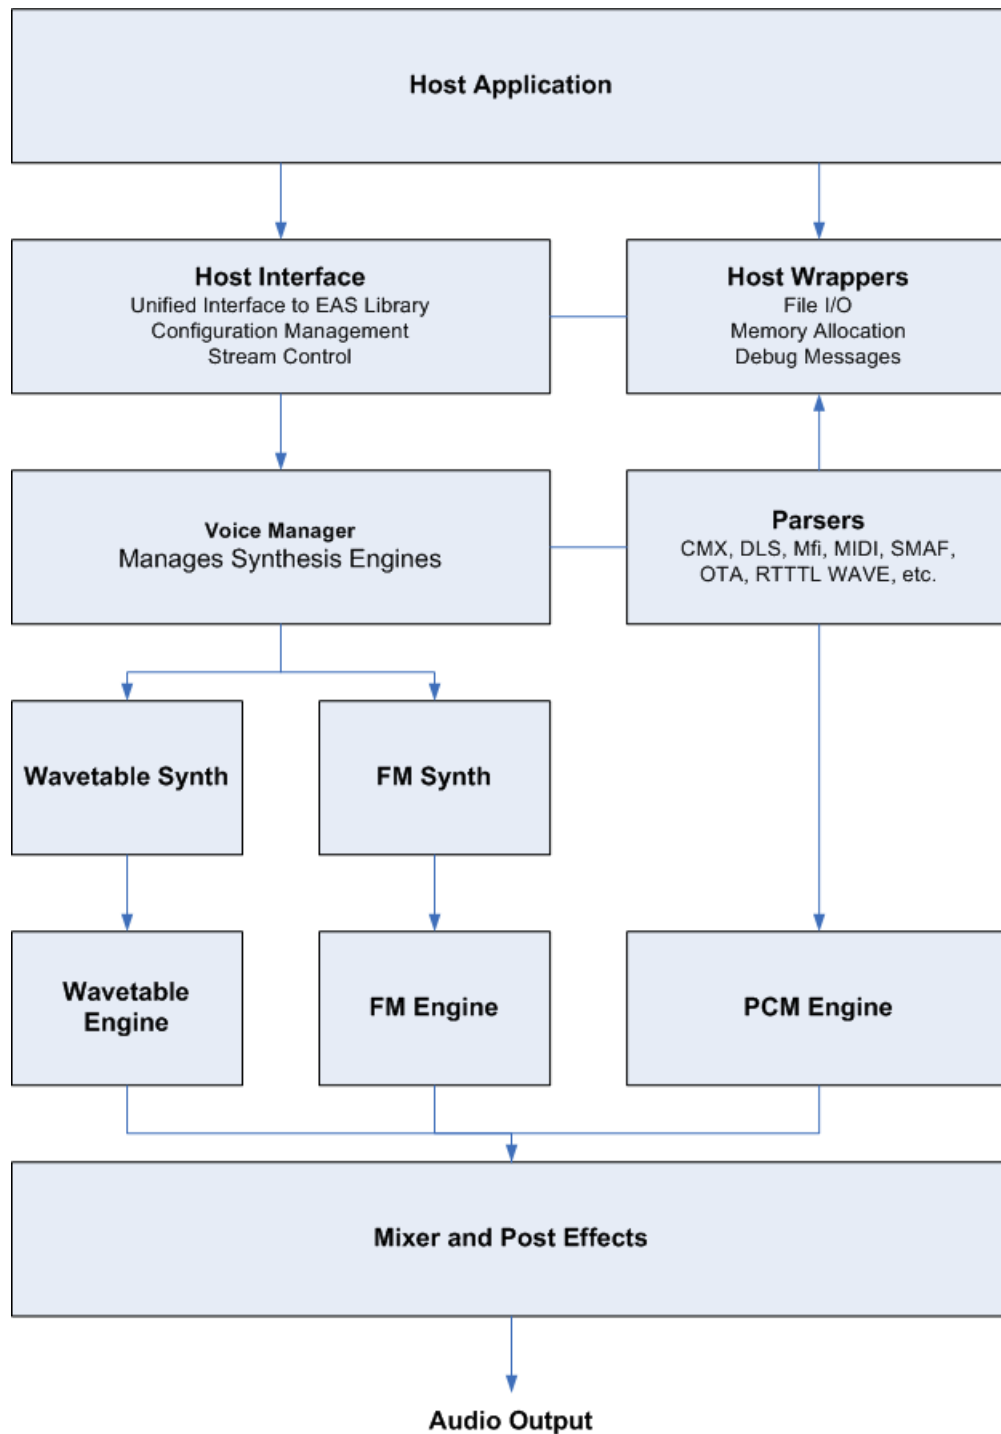 Host Application
Host Interface
Unified Interface to EAS Library
Configuration Management
Stream Control
Host Wrappers
File I/O
Memory Allocation
Debug Messages
Voice Manager
Manages Synthesis Engines
Parsers
CMX, DLS, Mfi, MIDI, SMAF,
OTA, RTTTL WAVE, etc.
Wavetable Synth
FM Synth
Wavetable
Engine
FM Engine
PCM Engine
Mixer and Post Effects
Audio Output